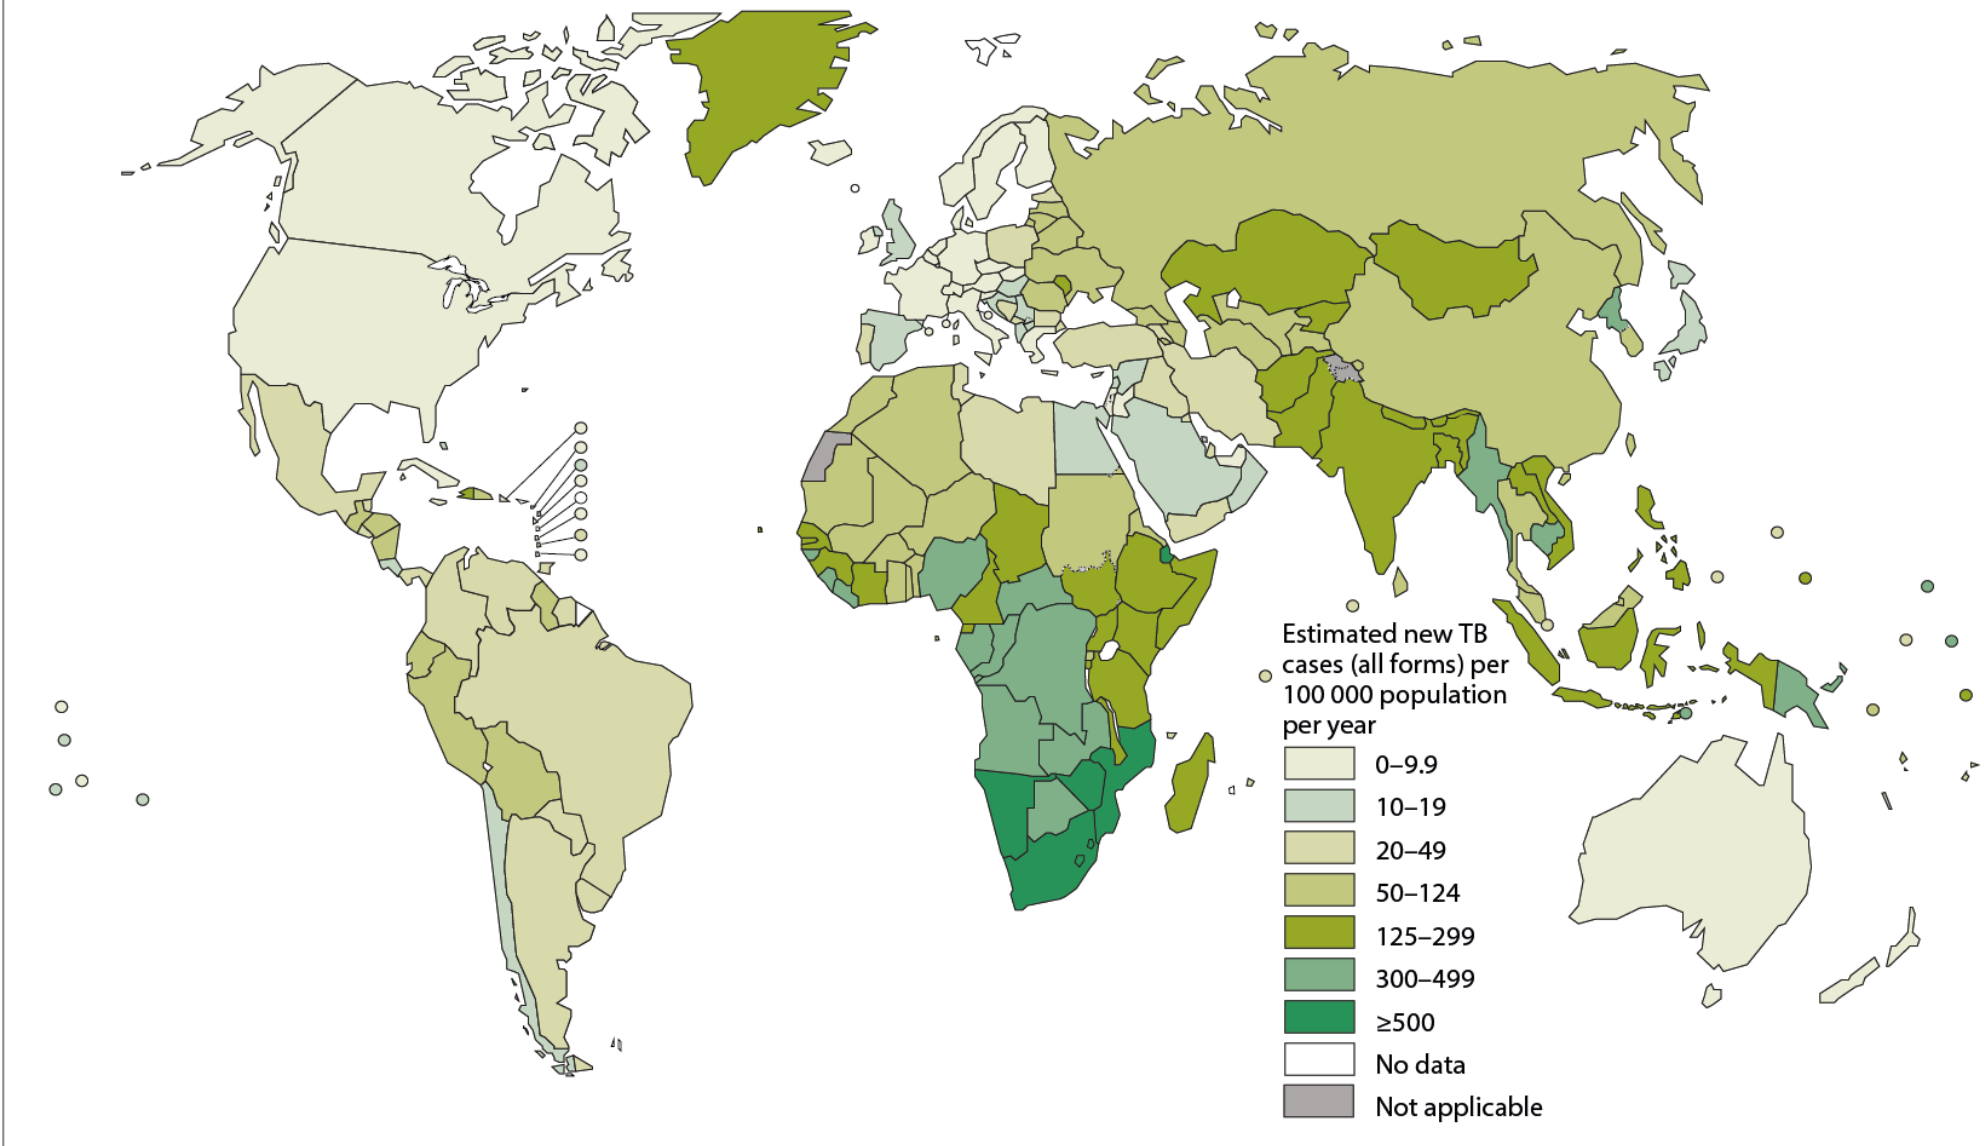 Estimated new TB
cases (all forms) per
100 000 population
per year
0–9.9
10–19
20–49
50–124
125–299
300–499
≥500
No data
Not applicable